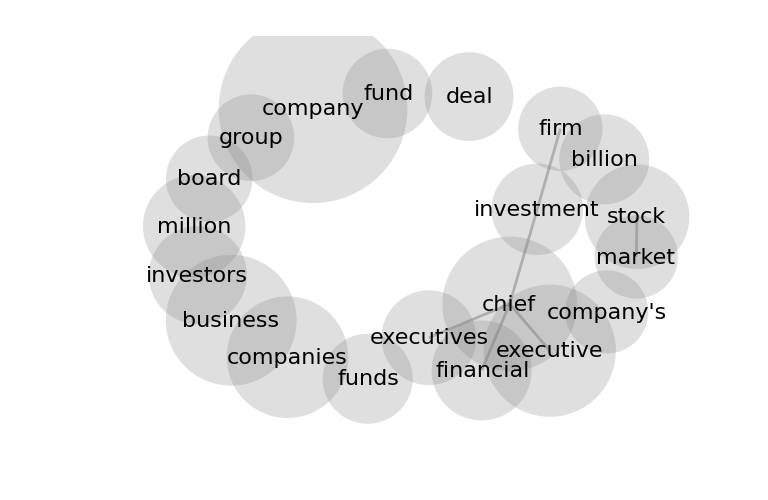 fund
deal
company
firm
group
billion
board
investment
stock
million
market
investors
chief
company's
business
executives
executive
companies
financial
funds